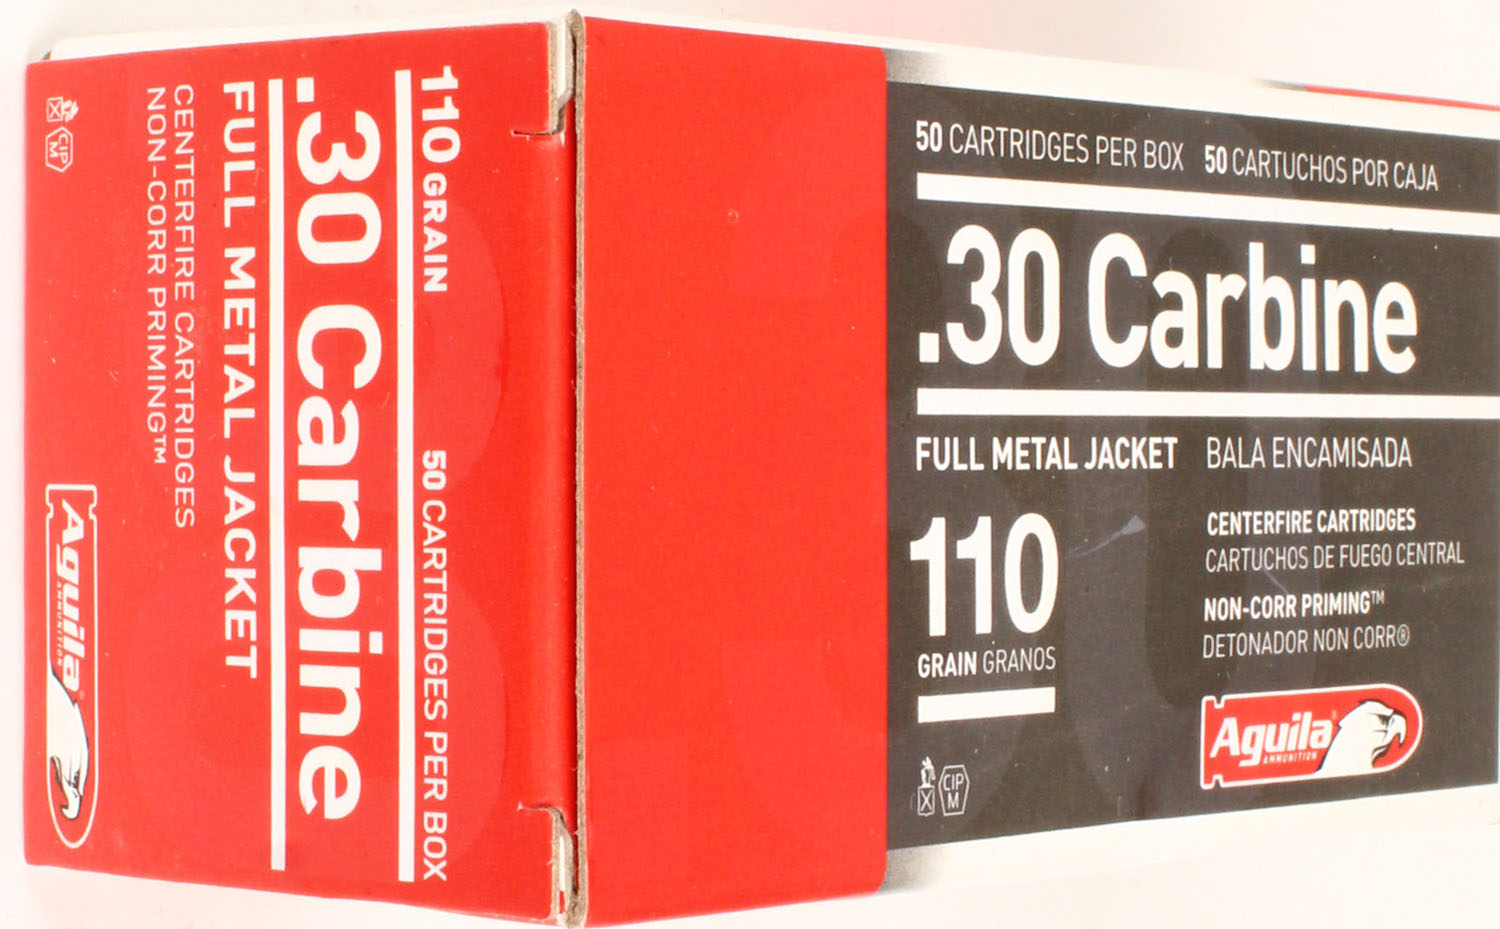 110 GRAIN 50 CARTRIDGES PER BOX
.30 Carbine
FULL METAL JACKET
CENTERFIRE CARTRIDGES
NON-CORR PRIMING™
CIP
M
Aguila®
AMMUNITION
50 CARTRIDGES PER BOX 50 CARTUCHOS POR CAJA
.30 Carbine
FULL METAL JACKET BALA ENCAMISADA
110
GRAIN GRANOS
CENTERFIRE CARTRIDGES
CARTUCHOS DE FUEGO CENTRAL
NON-CORR PRIMING™
DETONADOR NON CORR®
CIP
M
Aguila®
AMMUNITION